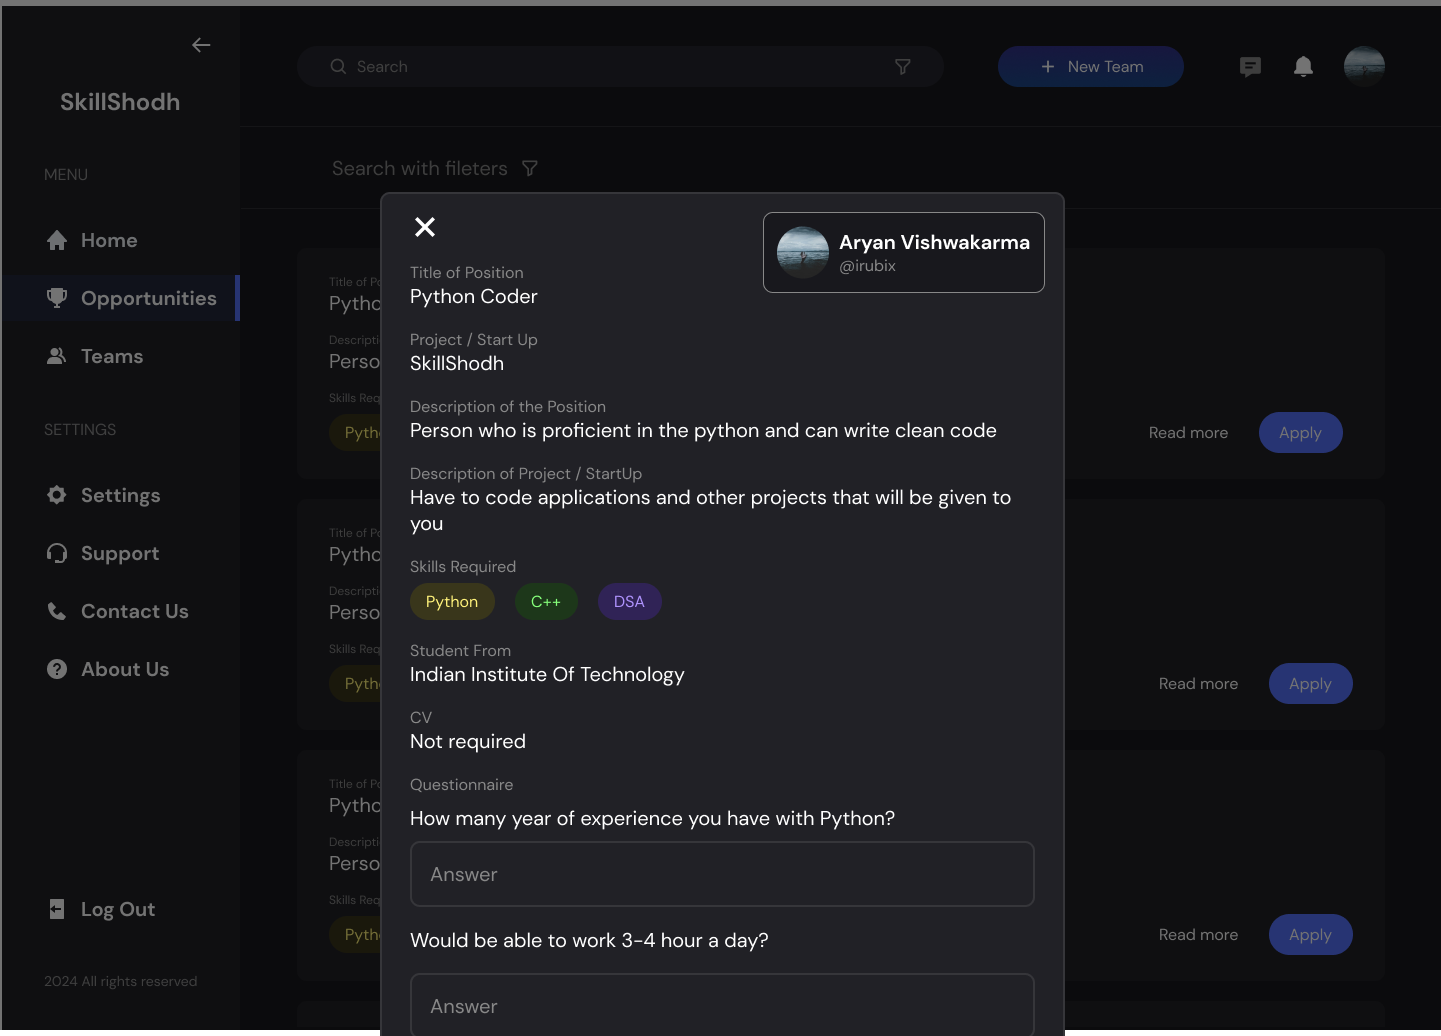 SkillShodh
MENU
Home
Opportunities
Teams
SETTINGS
Settings
Support
Contact Us
About Us
Log Out
2024 All rights reserved
Search
+ New Team
Search with fileters
Aryan Vishwakarma
@irubix
Title of Position
Python Coder
Project / Start Up
SkillShodh
Description of the Position
Person who is proficient in the python and can write clean code
Description of Project / StartUp
Have to code applications and other projects that will be given to
you
Skills Required
Python C++ DSA
Student From
Indian Institute Of Technology
CV
Not required
Questionnaire
How many year of experience you have with Python?
Answer
Would be able to work 3-4 hour a day?
Answer
Title of Po
Pytho
Descripti
Perso
Skills Req
Pyth
Read more Apply
Title of Po
Pytho
Descripti
Perso
Skills Req
Pyth
Read more Apply
Title of Po
Pytho
Descripti
Perso
Skills Req
Pyth
Read more Apply